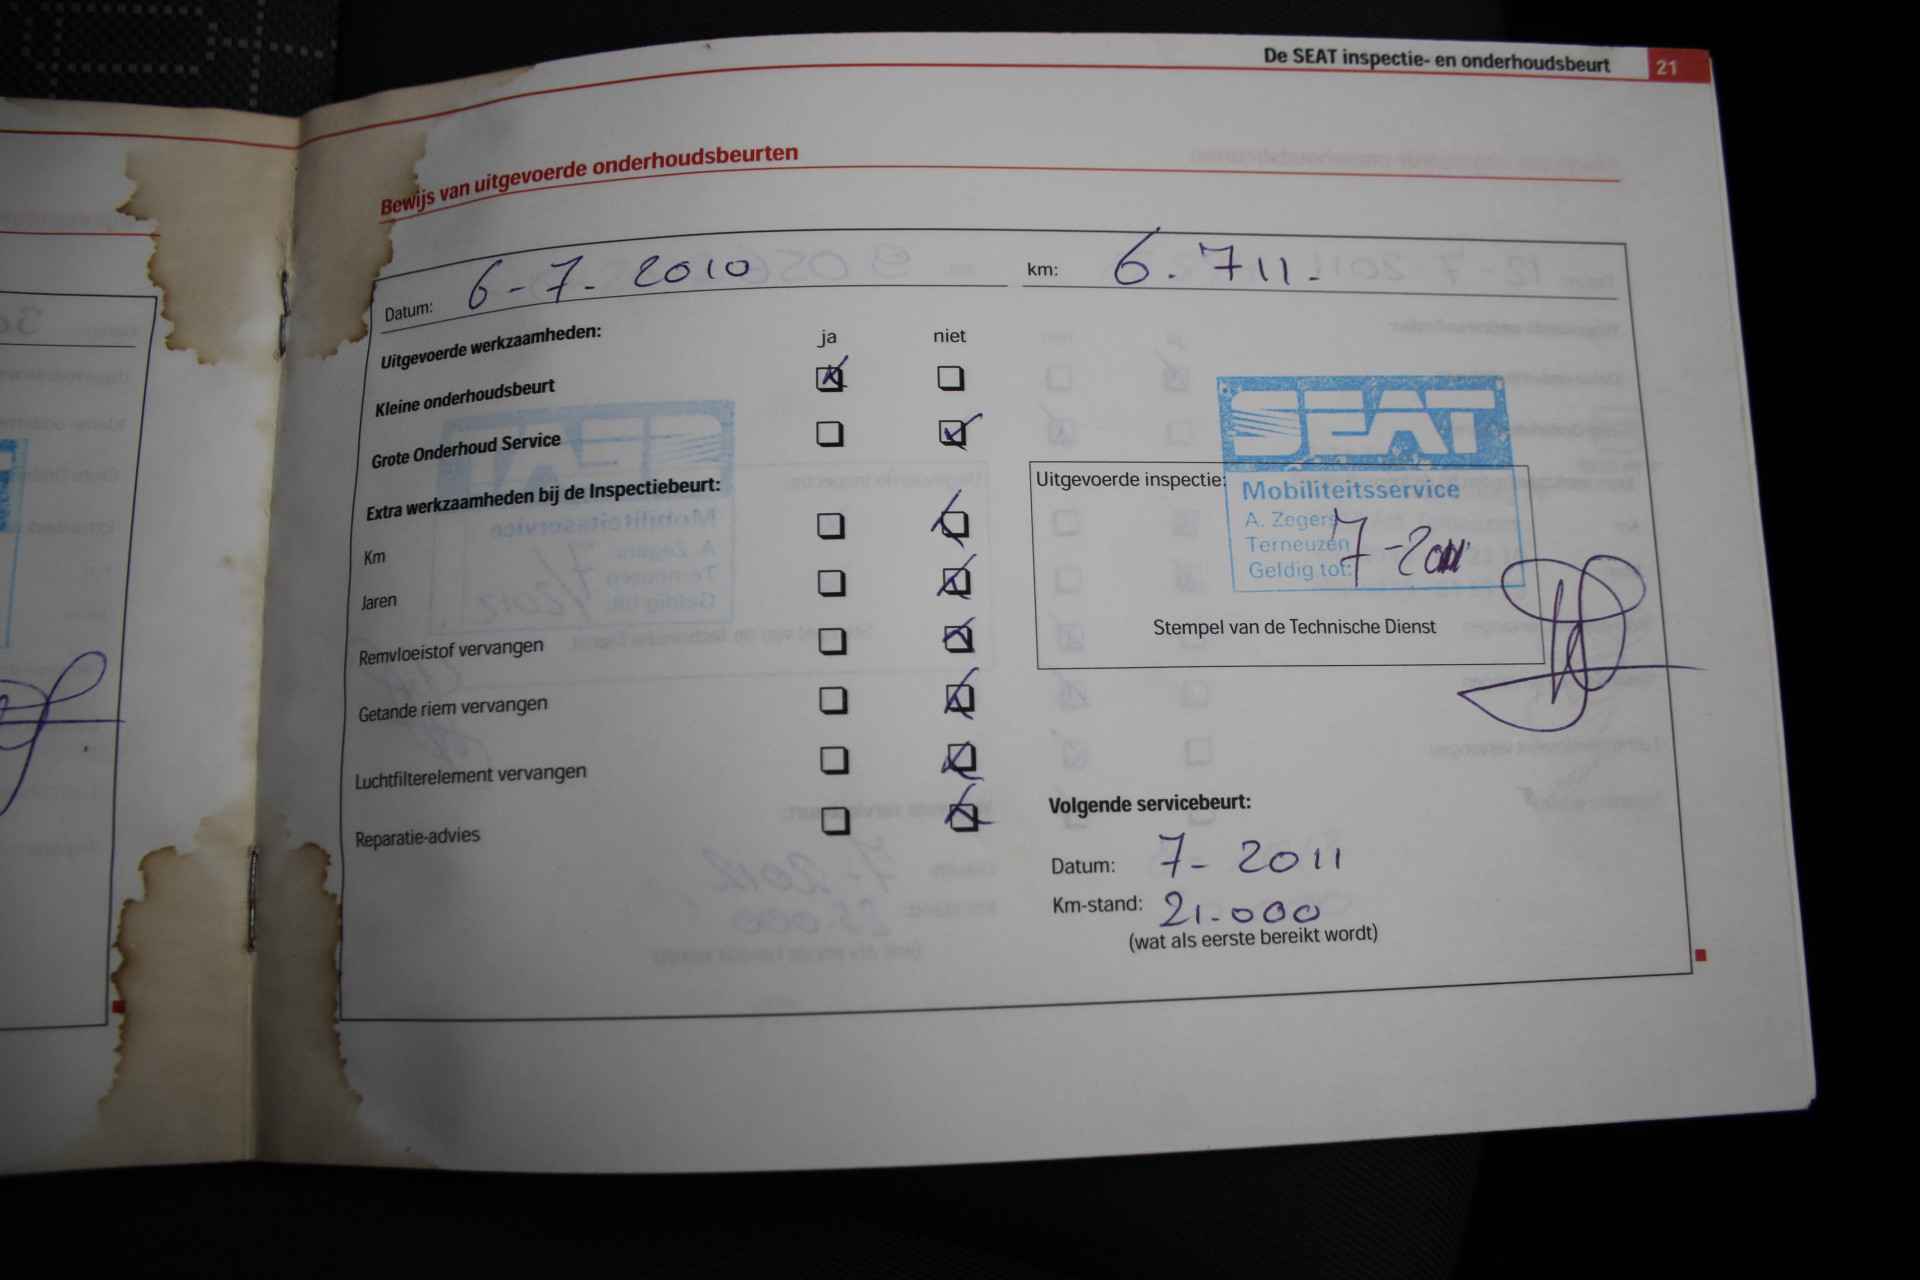 De SEAT inspectie- en onderhoudsbeurt 21
Bewijs van uitgevoerde onderhoudsbeurten
Datum: 6-7-2010 km: 6.711.-
Uitgevoerde werkzaamheden: ja niet
Kleine onderhoudsbeurt
Grote Onderhoud Service
Extra werkzaamheden bij de Inspectiebeurt:
Km
Jaren
Remvloeistof vervangen
Getande riem vervangen
Luchtfilterelement vervangen
Reparatie-advies
SEAT
Uitgevoerde inspectie:
Mobiliteitsservice
A. Zegers
Terneuzen
Geldig tot: 7-2011
Stempel van de Technische Dienst
Volgende servicebeurt:
Datum: 7-2011
Km-stand: 21.000
(wat als eerste bereikt wordt)